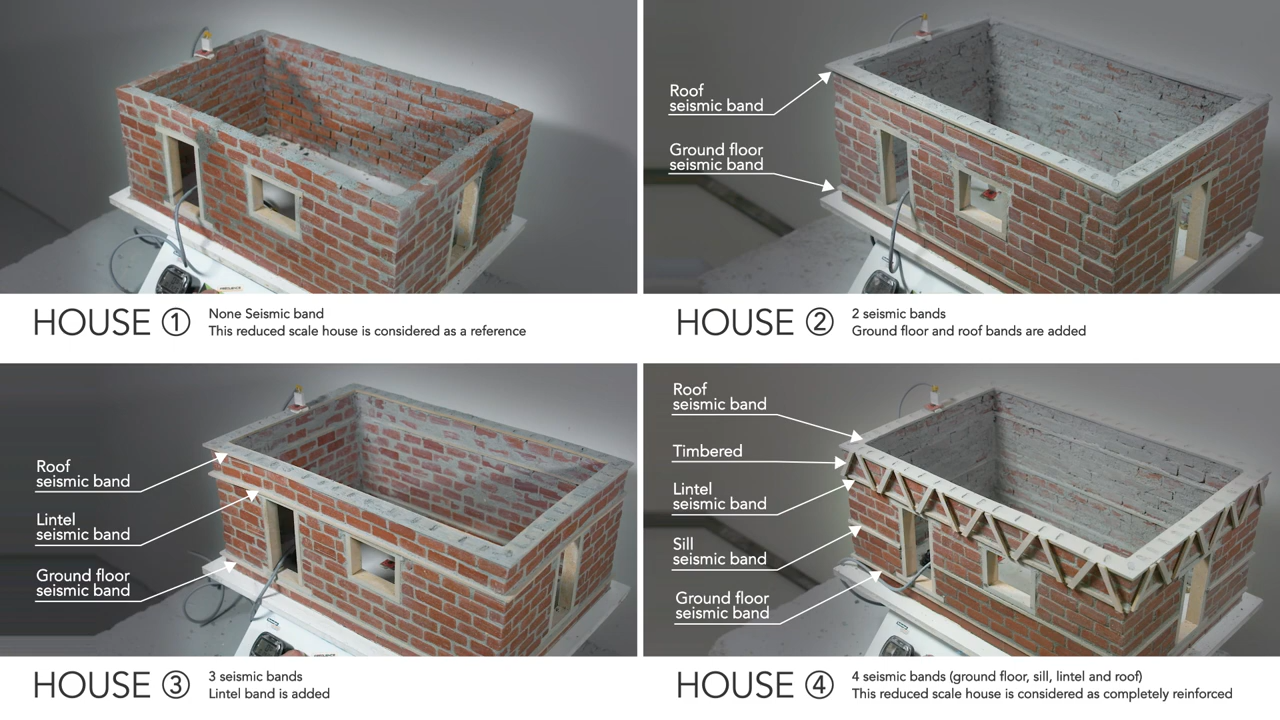 HOUSE ①
None Seismic band
This reduced scale house is considered as a reference
Roof
seismic band
Ground floor
seismic band
HOUSE ②
2 seismic bands
Ground floor and roof bands are added
Roof
seismic band
Lintel
seismic band
Ground floor
seismic band
HOUSE ③
3 seismic bands
Lintel band is added
Roof
seismic band
Timbered
Lintel
seismic band
Sill
seismic band
Ground floor
seismic band
HOUSE ④
4 seismic bands (ground floor, sill, lintel and roof)
This reduced scale house is considered as completely reinforced